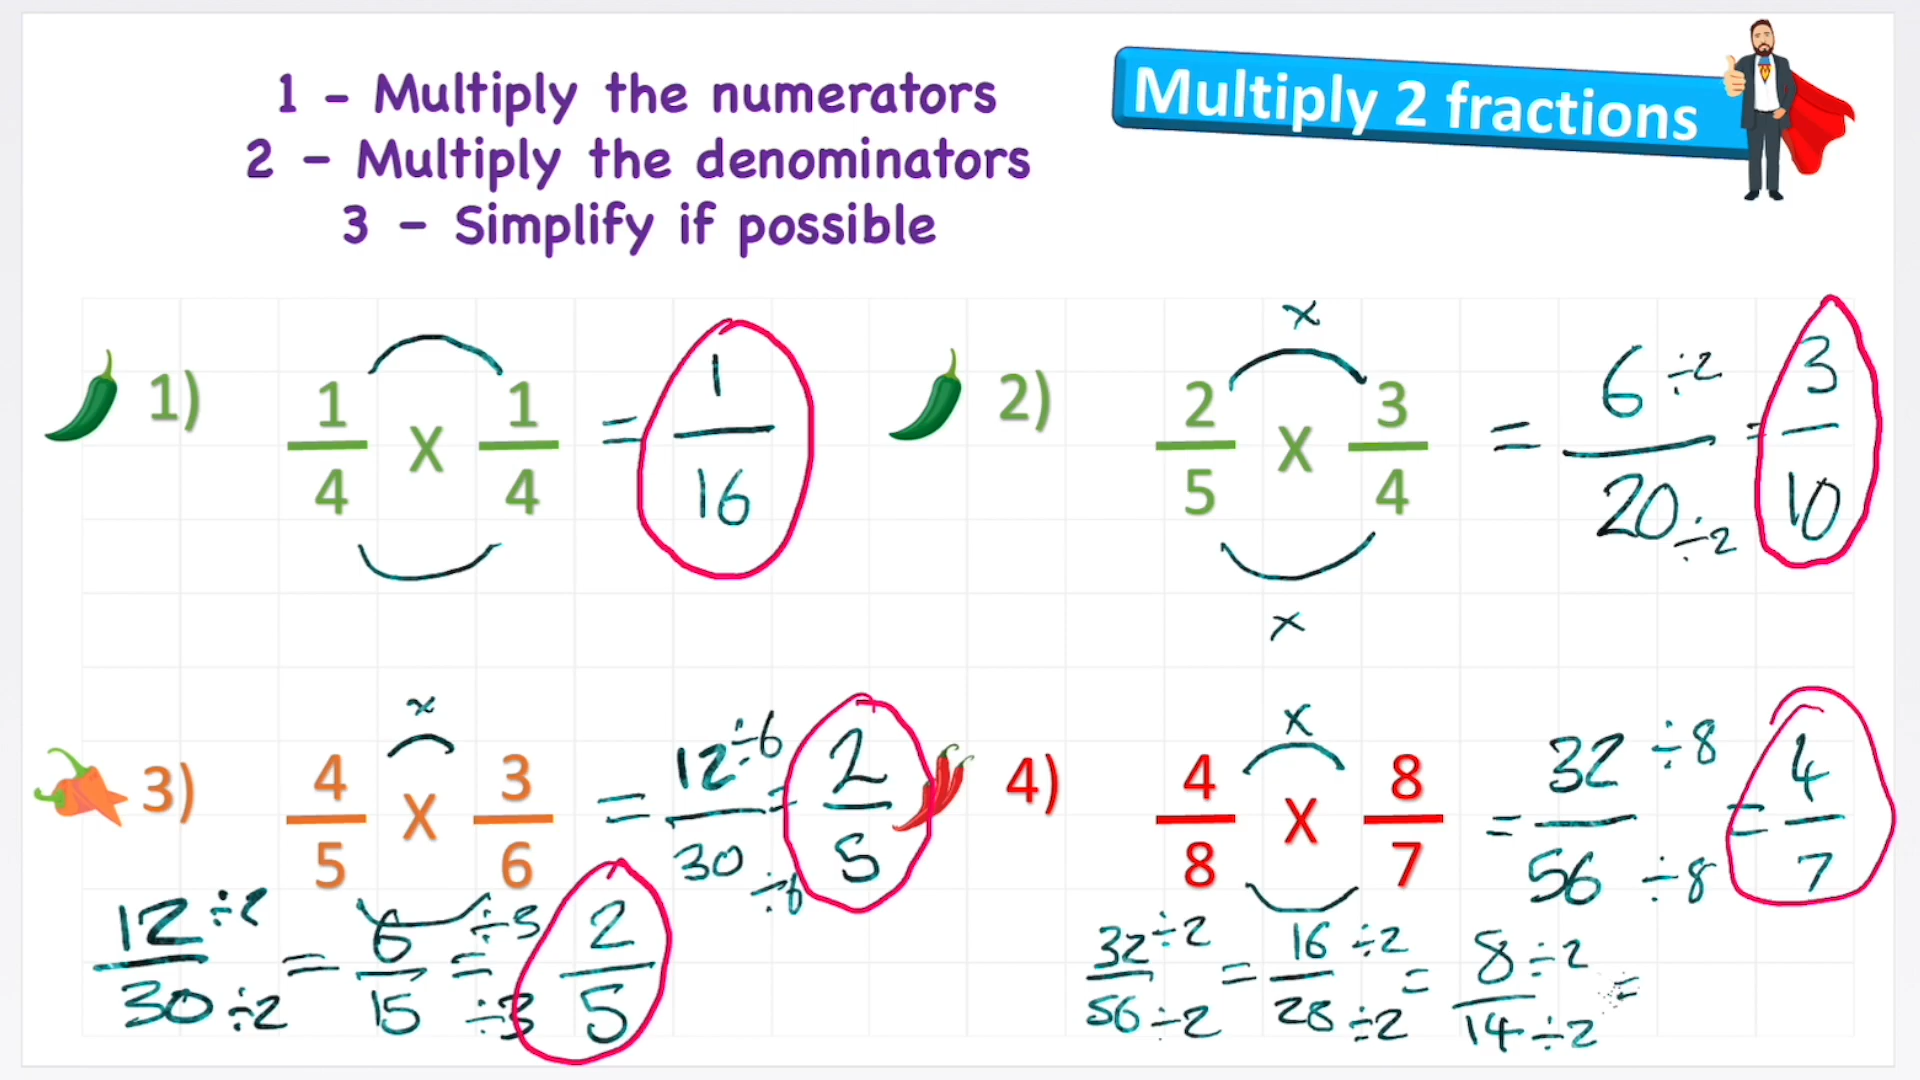 1 – Multiply the numerators
2 – Multiply the denominators
3 – Simplify if possible
Multiply 2 fractions
1) 1/4 X 1/4 = 1/16
x
2) 2/5 X 3/4 = 6÷2/20÷2 = 3/10
x
x
3) 4/5 X 3/6 = 12÷6/30÷6 = 2/5
12÷2/30÷2 = 6÷3/15÷3 = 2/5
x
4) 4/8 X 8/7 = 32÷8/56÷8 = 4/7
32÷2/56÷2 = 16÷2/28÷2 = 8÷2/14÷2 =